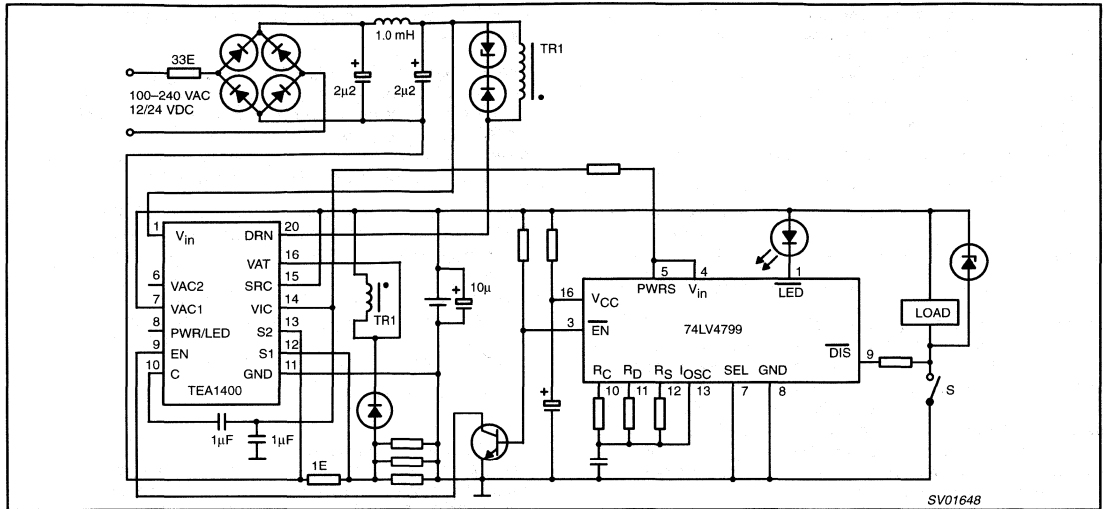 33E
100–240 VAC
12/24 VDC
1.0 mH
+
2µ2
+
2µ2
TR1
1
Vin
DRN
20
VAT
16
6
VAC2
SRC
15
7
VAC1
VIC
14
8
PWR/LED
S2
13
9
EN
S1
12
10
C
GND
11
TEA1400
TR1
+
10µ
1µF
1µF
1E
+
5
PWRS
4
Vin
1
LED
16
VCC
3
EN
74LV4799
DIS
9
RC
RD
RS
IOSC
SEL
GND
10
11
12
13
7
8
LOAD
S
SV01648